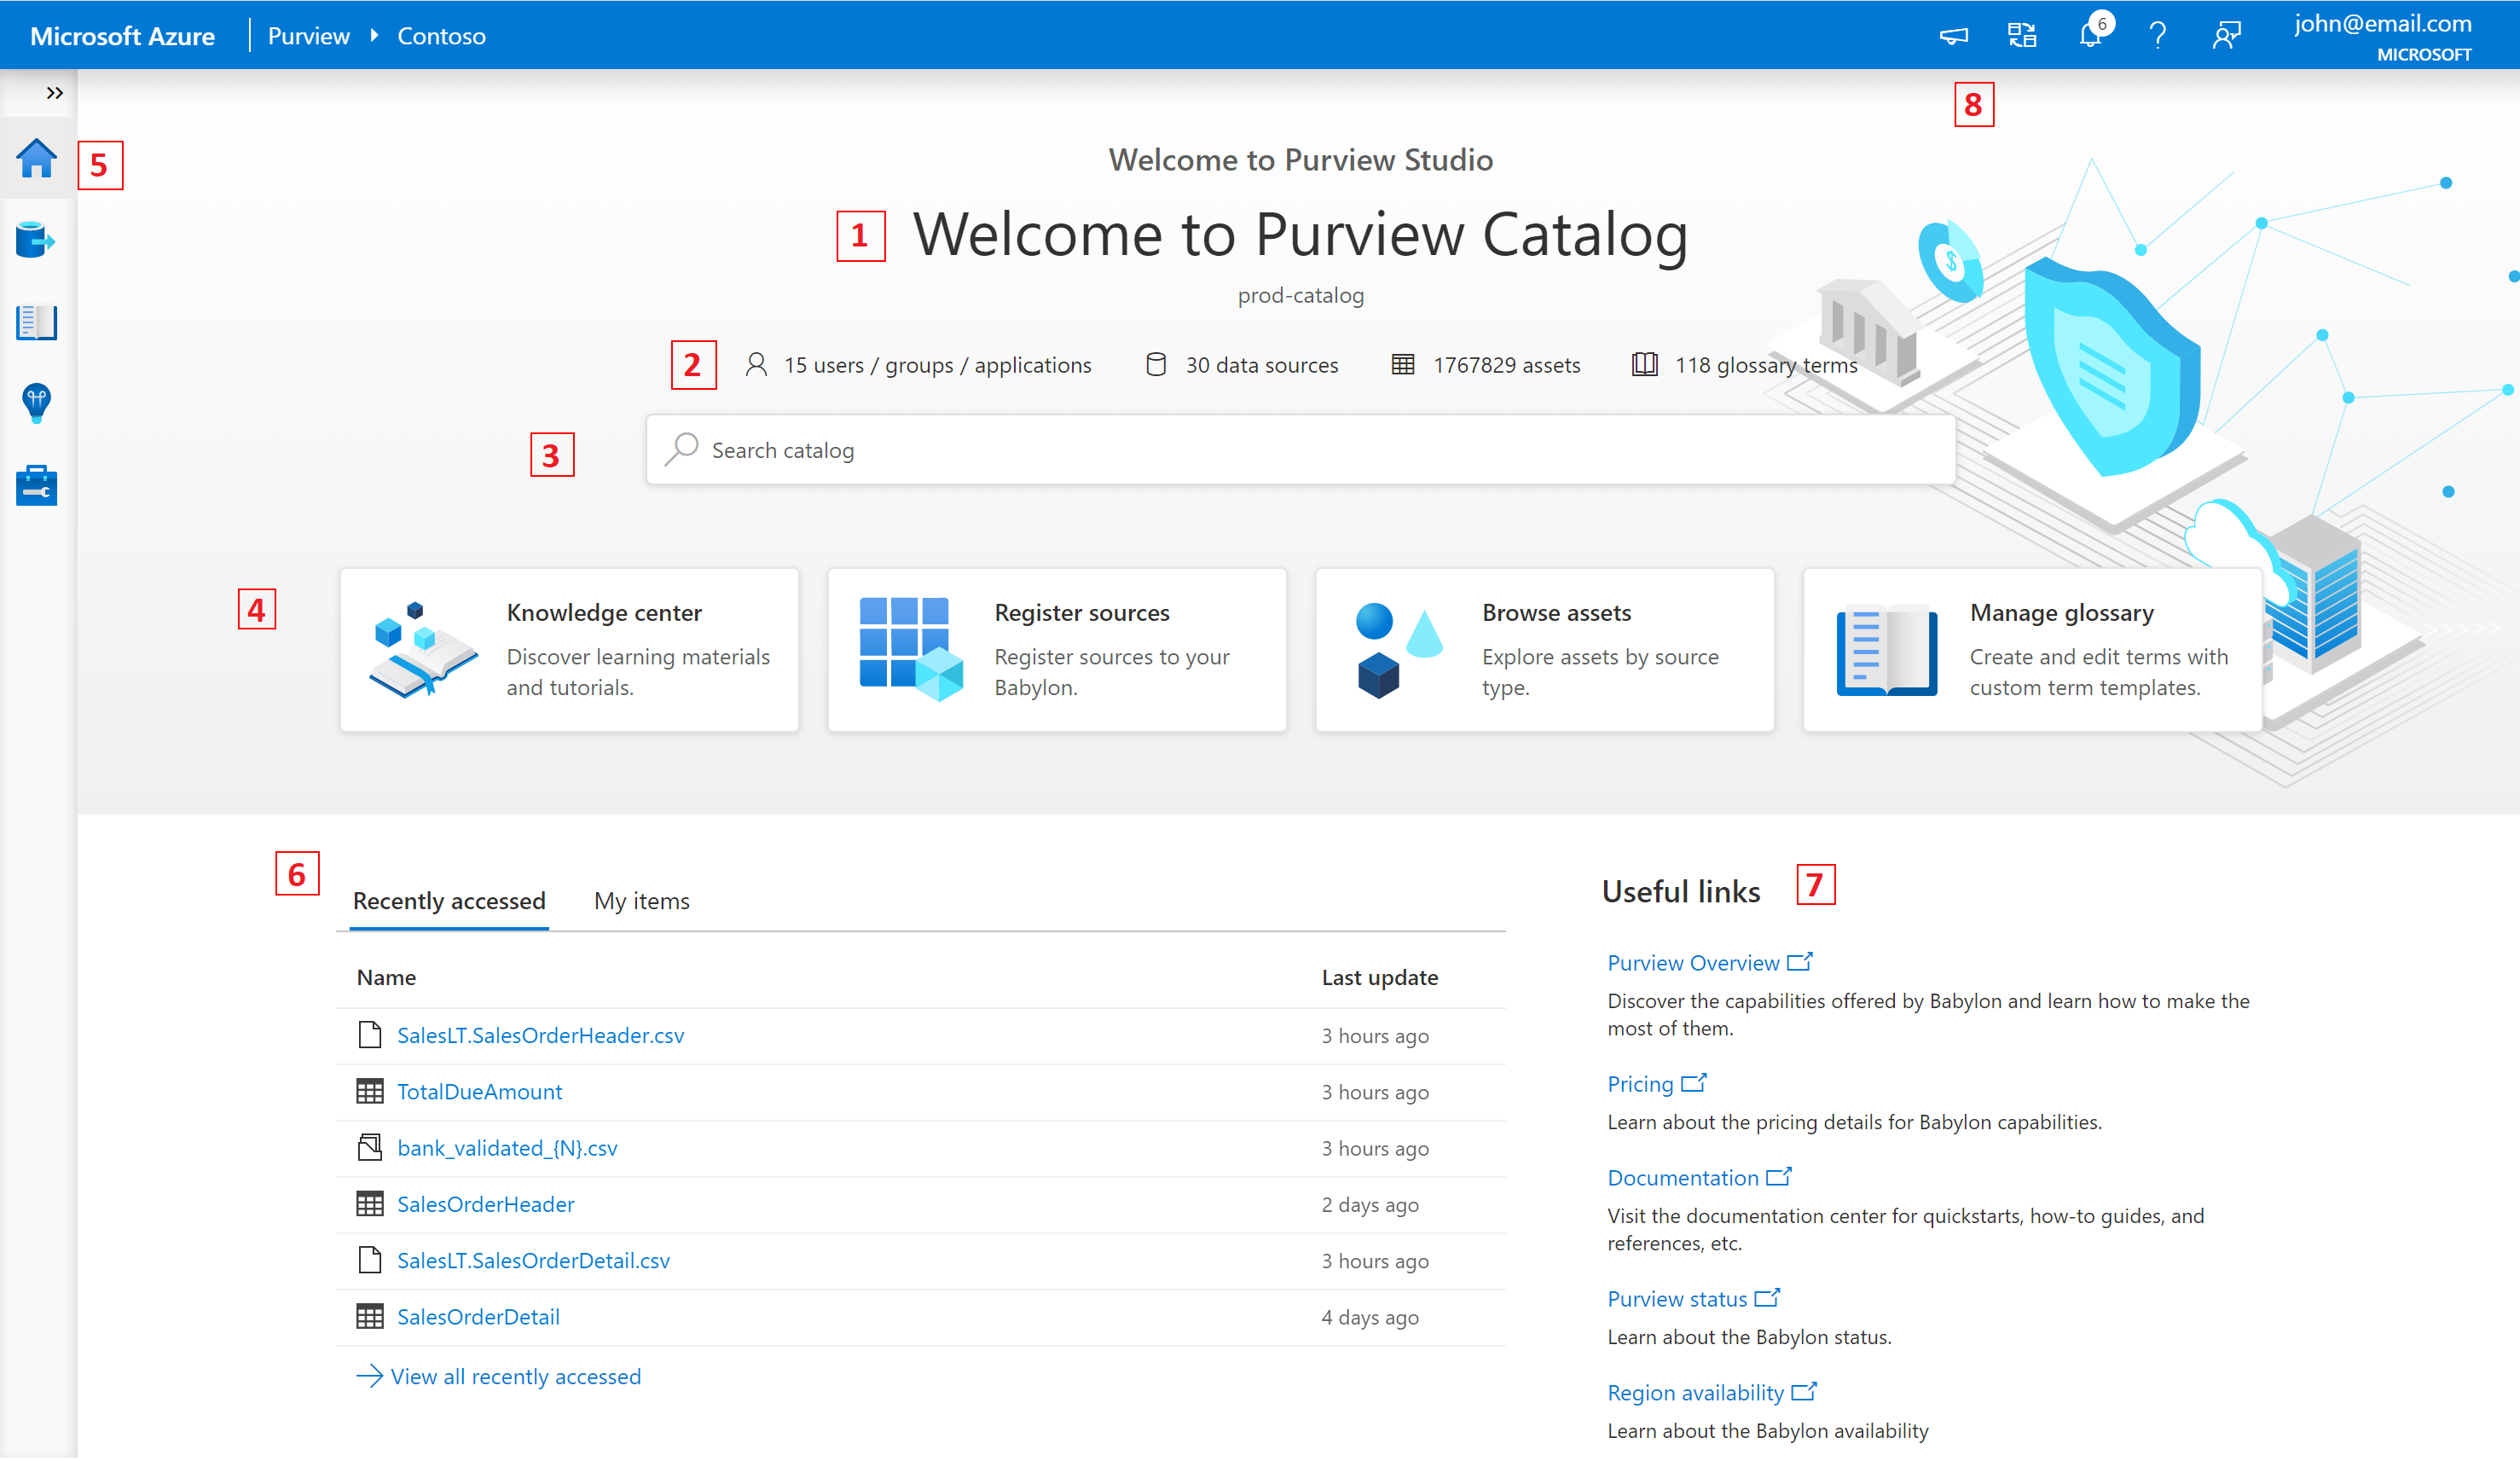 Microsoft Azure
Purview
Contoso
6
john@email.com
MICROSOFT
8
5
Welcome to Purview Studio
1
Welcome to Purview Catalog
prod-catalog
2
15 users / groups / applications
30 data sources
1767829 assets
118 glossary terms
3
Search catalog
4
Knowledge center
Discover learning materials
and tutorials.
Register sources
Register sources to your
Babylon.
Browse assets
Explore assets by source
type.
Manage glossary
Create and edit terms with
custom term templates.
6
Recently accessed
My items
Name
Last update
SalesLT.SalesOrderHeader.csv
3 hours ago
TotalDueAmount
3 hours ago
bank_validated_{N}.csv
3 hours ago
SalesOrderHeader
2 days ago
SalesLT.SalesOrderDetail.csv
3 hours ago
SalesOrderDetail
4 days ago
View all recently accessed
Useful links
7
Purview Overview
Discover the capabilities offered by Babylon and learn how to make the
most of them.
Pricing
Learn about the pricing details for Babylon capabilities.
Documentation
Visit the documentation center for quickstarts, how-to guides, and
references, etc.
Purview status
Learn about the Babylon status.
Region availability
Learn about the Babylon availability